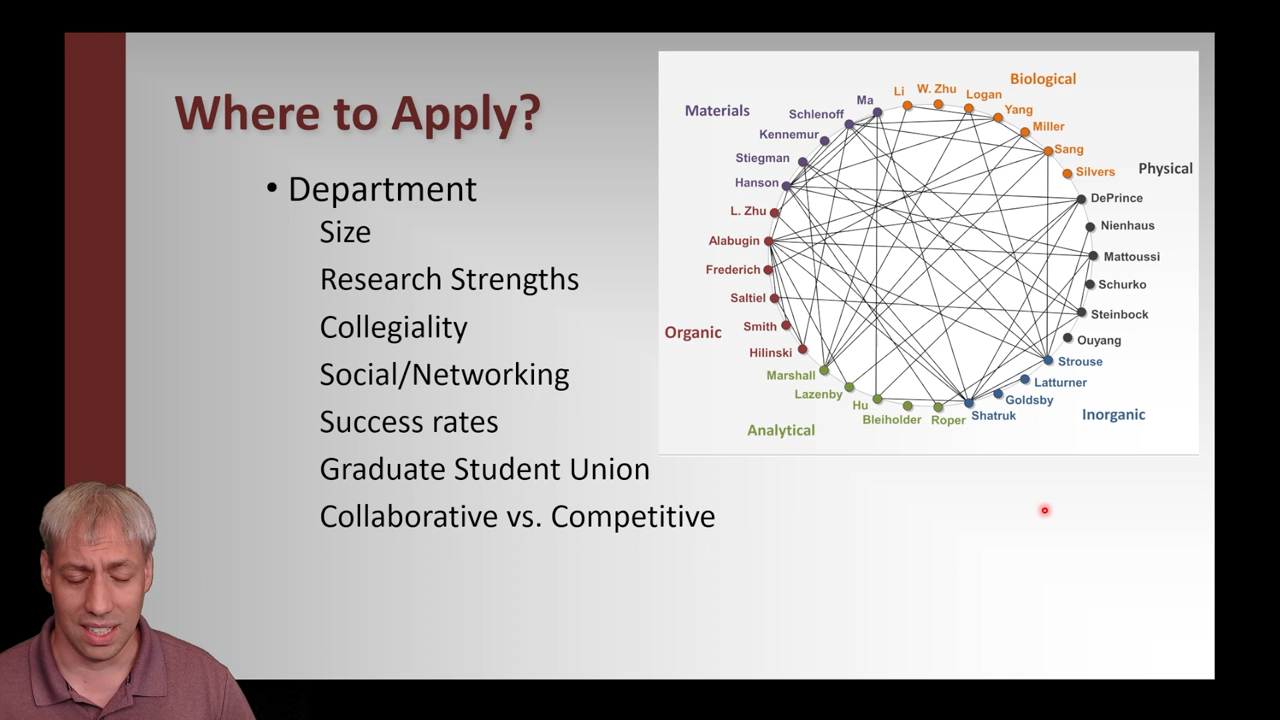 Where to Apply?
• Department
Size
Research Strengths
Collegiality
Social/Networking
Success rates
Graduate Student Union
Collaborative vs. Competitive
Biological
Li
W. Zhu
Logan
Yang
Miller
Sang
Silvers
Physical
DePrince
Nienhaus
Mattoussi
Schurko
Steinbock
Ouyang
Strouse
Latturner
Goldsby
Shatruk
Inorganic
Roper
Bleiholder
Hu
Lazenby
Marshall
Analytical
Hilinski
Smith
Saltiel
Frederich
Alabugin
L. Zhu
Organic
Hanson
Stiegman
Kennemur
Schlenoff
Ma
Materials